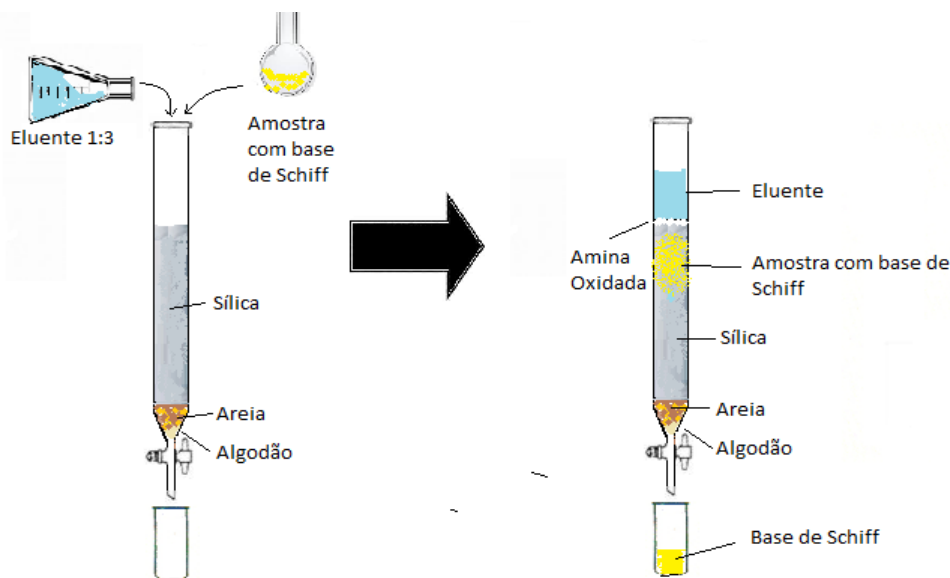 Eluente 1:3
Amostra
com base
de Schiff
Sílica
Areia
Algodão
Eluente
Amina
Oxidada
Amostra com base de
Schiff
Sílica
Areia
Algodão
Base de Schiff